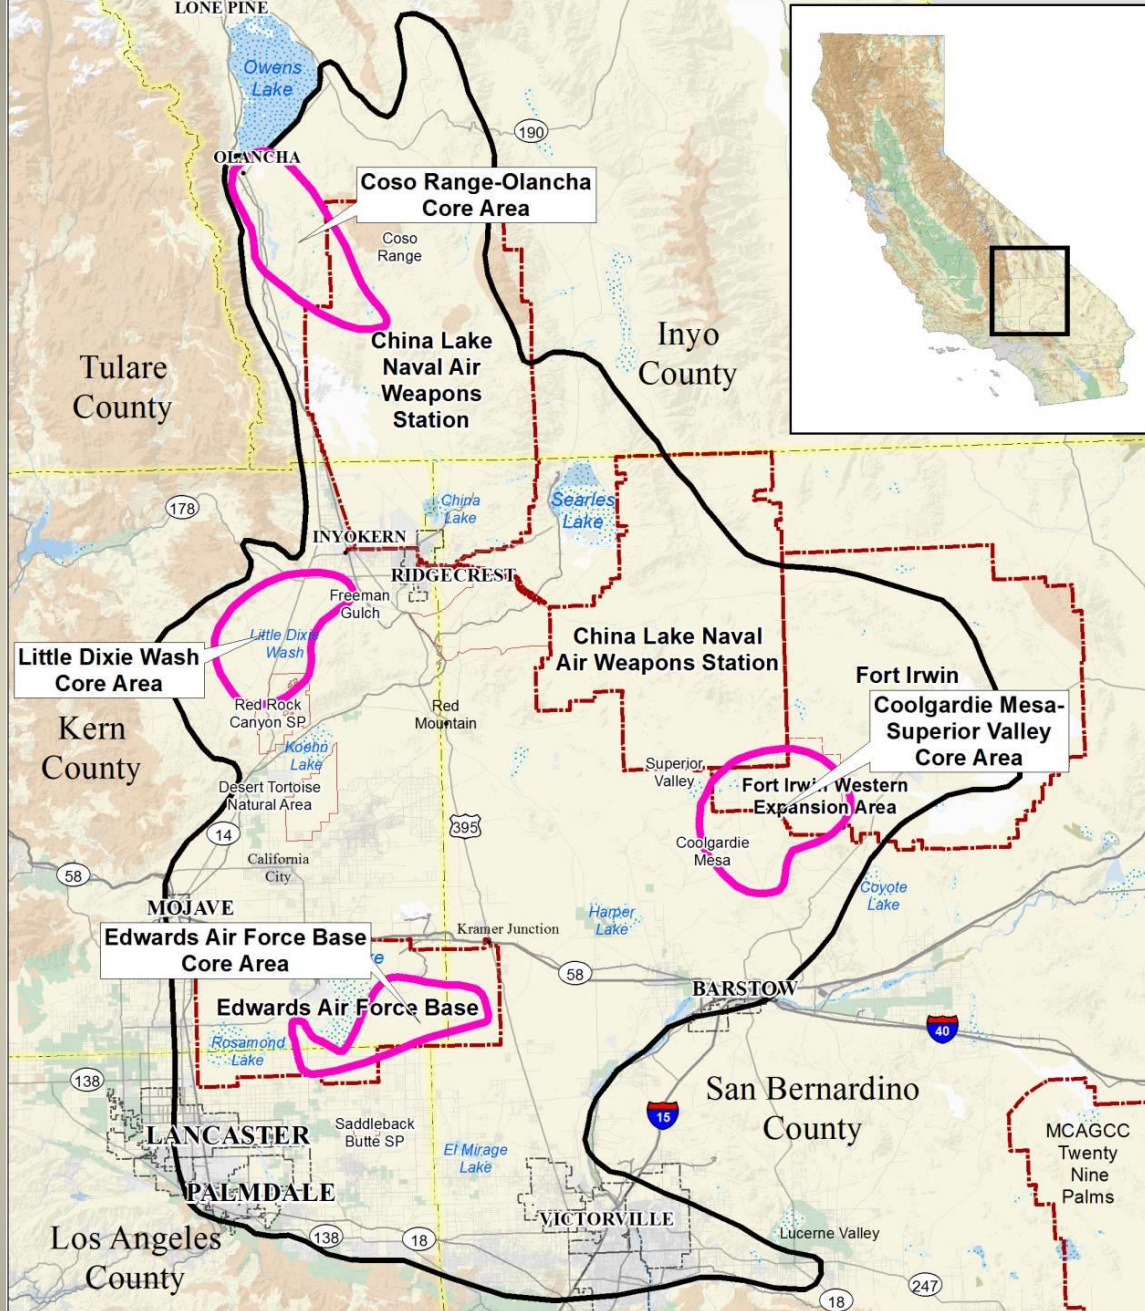 LONE PINE
Owens
Lake
190
OLANCHA
Coso Range-Olancha
Core Area
Coso
Range
China Lake
Naval Air
Weapons
Station
Inyo
County
Tulare
County
178
China
Lake
Searles
Lake
INYOKERN
RIDGECREST
Freeman
Gulch
Little Dixie
Wash
Little Dixie Wash
Core Area
China Lake Naval
Air Weapons Station
Fort Irwin
Coolgardie Mesa-
Superior Valley
Core Area
Red Rock
Canyon SP
Red
Mountain
Kern
County
Koehn
Lake
Superior
Valley
Fort Irwin Western
Expansion Area
Desert Tortoise
Natural Area
14
395
Coolgardie
Mesa
California
City
58
Coyote
Lake
MOJAVE
Harper
Lake
Kramer Junction
Edwards Air Force Base
Core Area
58
BARSTOW
Edwards Air Force Base
Rosamond
Lake
40
138
San Bernardino
County
15
LANCASTER
Saddleback
Butte SP
El Mirage
Lake
MCAGCC
Twenty
Nine
Palms
PALMDALE
VICTORVILLE
Lucerne Valley
Los Angeles
County
138
18
247
18